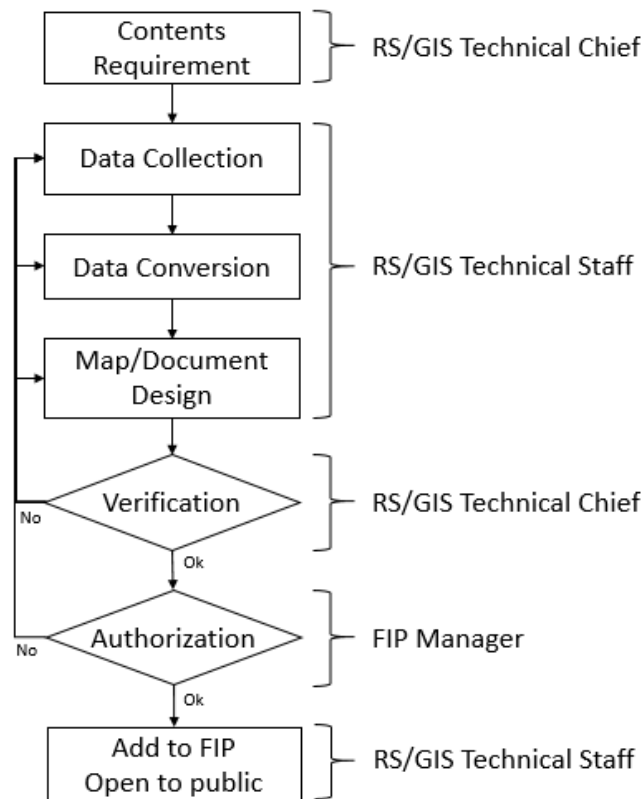 Contents
Requirement
RS/GIS Technical Chief
Data Collection
Data Conversion
RS/GIS Technical Staff
Map/Document
Design
Verification
RS/GIS Technical Chief
No
Ok
Authorization
FIP Manager
No
Ok
Add to FIP
Open to public
RS/GIS Technical Staff